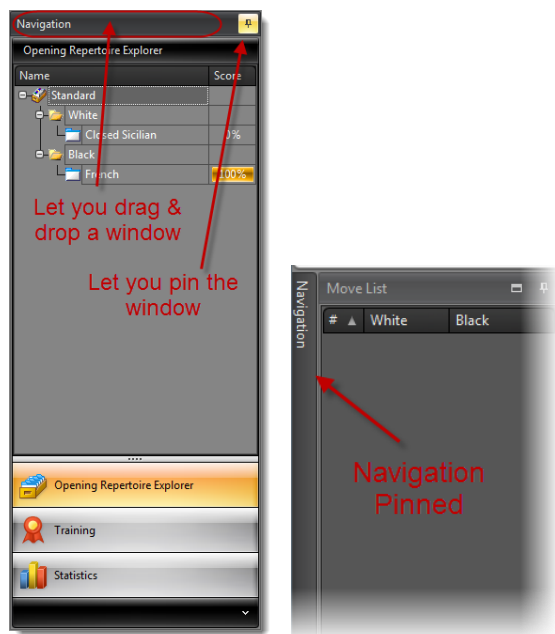 Navigation
Opening Repertoire Explorer
Name Score
Standard
White
Closed Sicilian 0%
Black
French 100%
Let you drag &
drop a window
Let you pin the
window
Opening Repertoire Explorer
Training
Statistics
Navigation
Move List
# White Black
Navigation
Pinned